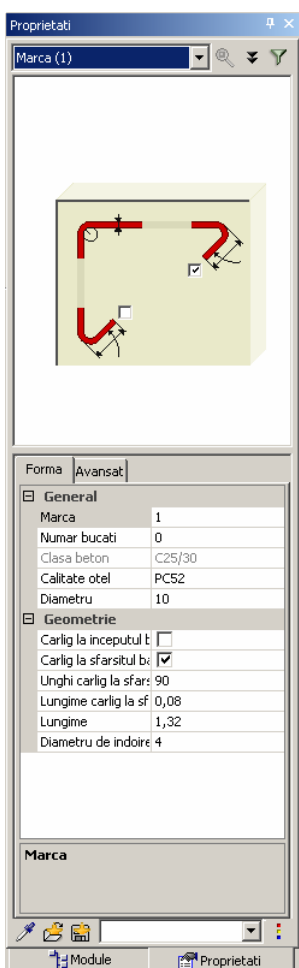 Proprietati
Marca (1)
Forma Avansat
General
Marca 1
Numar bucati 0
Clasa beton C25/30
Calitate otel PC52
Diametru 10
Geometrie
Carlig la inceputul b
Carlig la sfarsitul ba
Unghi carlig la sfars 90
Lungime carlig la sf 0,08
Lungime 1,32
Diametru de indoire 4
Marca
Module Proprietati